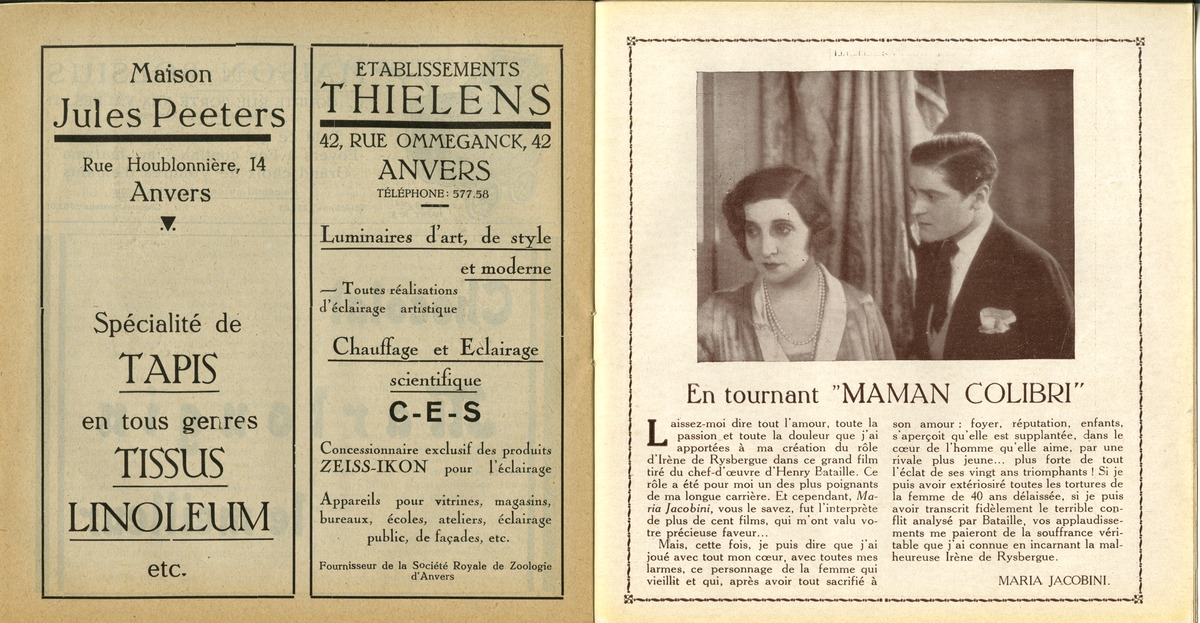 Maison
Jules Peeters
Rue Houblonnière, 14
Anvers
Spécialité de
TAPIS
en tous genres
TISSUS
LINOLEUM
etc.
ETABLISSEMENTS
THIELENS
42, RUE OMMEGANCK, 42
ANVERS
TÉLÉPHONE: 577.58
Luminaires d'art, de style
et moderne
— Toutes réalisations
d'éclairage artistique
Chauffage et Eclairage
scientifique
C-E-S
Concessionnaire exclusif des produits
ZEISS-IKON pour l'éclairage
Appareils pour vitrines, magasins,
bureaux, écoles, ateliers, éclairage
public, de façades, etc.
Fournisseur de la Société Royale de Zoologie
d'Anvers
En tournant "MAMAN COLIBRI"
Laissez-moi dire tout l'amour, toute la
passion et toute la douleur que j'ai
apportées à ma création du rôle
d'Irène de Rysbergue dans ce grand film
tiré du chef-d'œuvre d'Henry Bataille. Ce
rôle a été pour moi un des plus poignants
de ma longue carrière. Et cependant, Ma-
ria Jacobini, vous le savez, fut l'interprète
de plus de cent films, qui m'ont valu vo-
tre précieuse faveur...
Mais, cette fois, je puis dire que j'ai
joué avec tout mon cœur, avec toutes mes
larmes, ce personnage de la femme qui
vieillit et qui, après avoir tout sacrifié à
son amour : foyer, réputation, enfants,
s'aperçoit qu'elle est supplantée, dans le
cœur de l'homme qu'elle aime, par une
rivale plus jeune... plus forte de tout
l'éclat de ses vingt ans triomphants ! Si je
puis avoir extériosiré toutes les tortures de
la femme de 40 ans délaissée, si je puis
avoir transcrit fidèlement le terrible con-
flit analysé par Bataille, vos applaudisse-
ments me paieront de la souffrance véri-
table que j'ai connue en incarnant la mal-
heureuse Irène de Rysbergue.
MARIA JACOBINI.